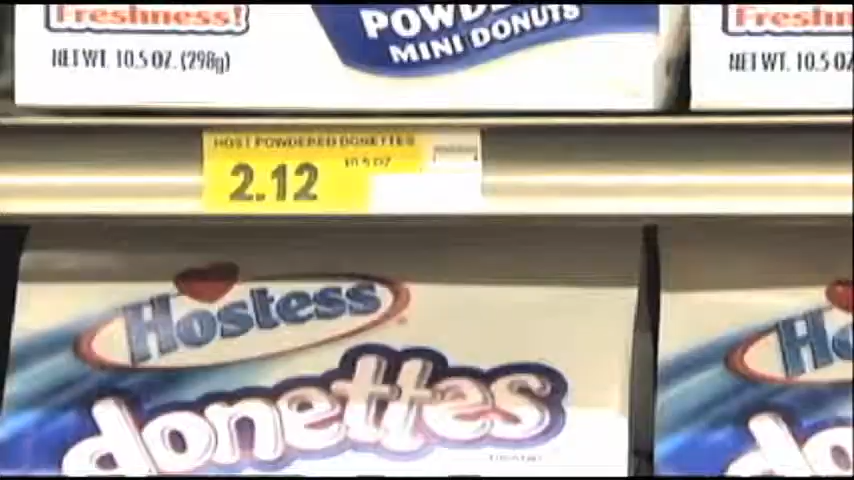 Freshness!
NET WT. 10.5 OZ. (298g)
POWD
MINI DONUTS
Freshn
NET WT. 10.5 OZ
HOST POWDERED DONETTES
10.5 OZ
2.12
Hostess
donettes
Ho
do